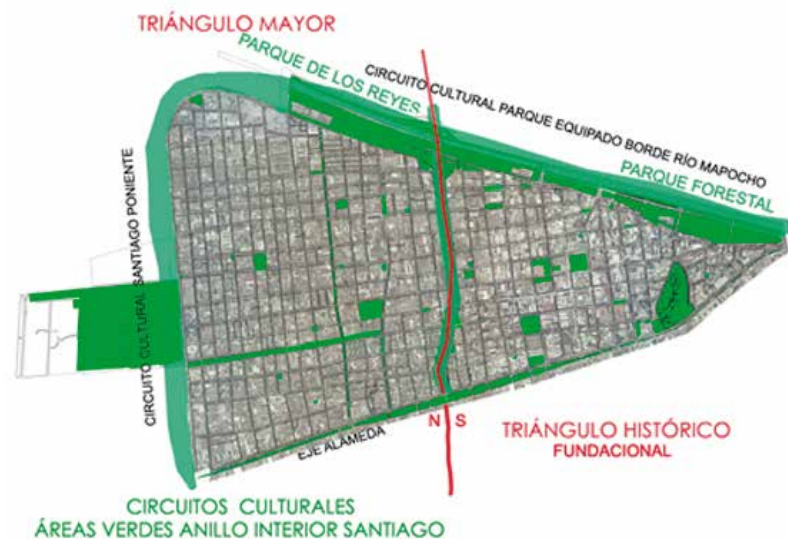 TRIÁNGULO MAYOR
PARQUE DE LOS REYES
CIRCUITO CULTURAL PARQUE EQUIPADO BORDE RÍO MAPOCHO
PARQUE FORESTAL
CIRCUITO CULTURAL SANTIAGO PONIENTE
N S
EJE ALAMEDA
TRIÁNGULO HISTÓRICO
FUNDACIONAL
CIRCUITOS CULTURALES
ÁREAS VERDES ANILLO INTERIOR SANTIAGO